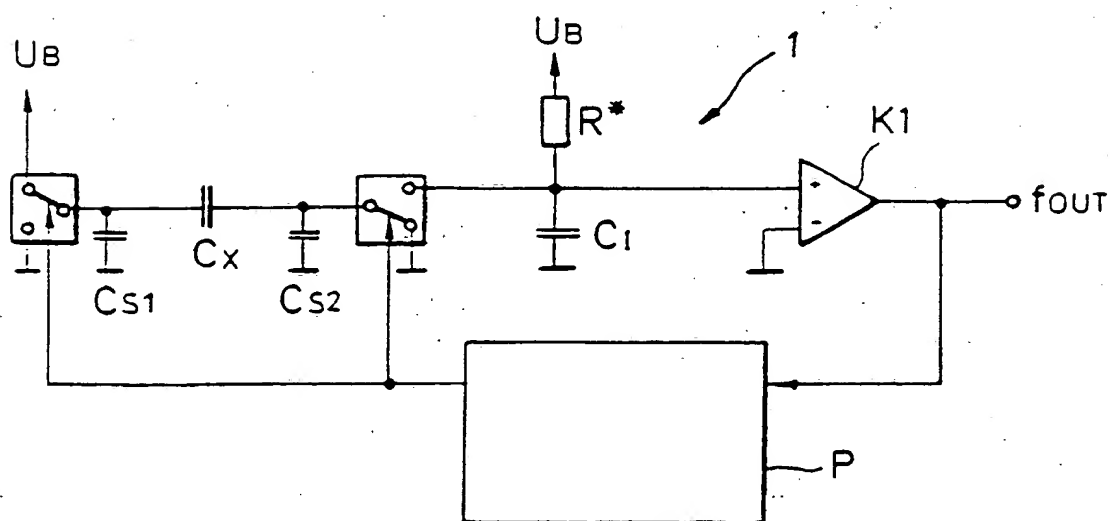 UB
UB
1
R*
K1
+
-
fOUT
CX
CI
CS1
CS2
P